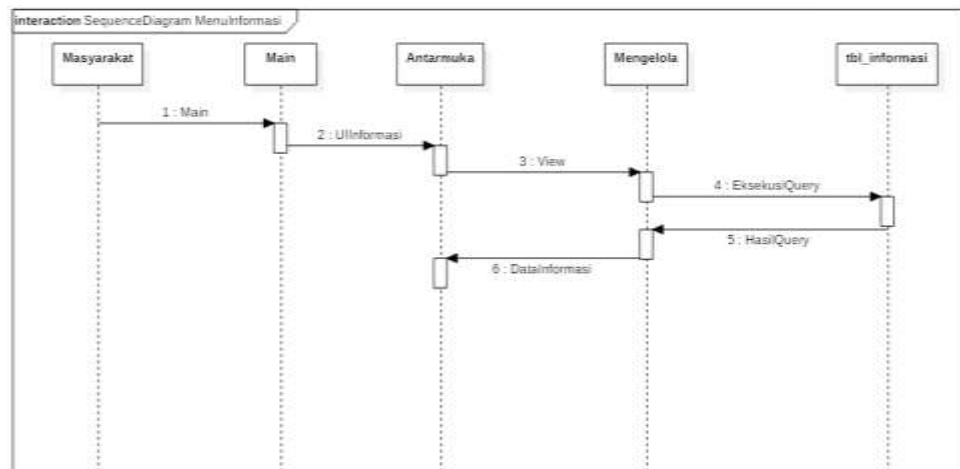 interaction SequenceDiagram MenuInformasi
Masyarakat
Main
Antarmuka
Mengelola
tbl_informasi
1 : Main
2 : UIInformasi
3 : View
4 : EksekusiQuery
5 : HasilQuery
6 : DataInformasi